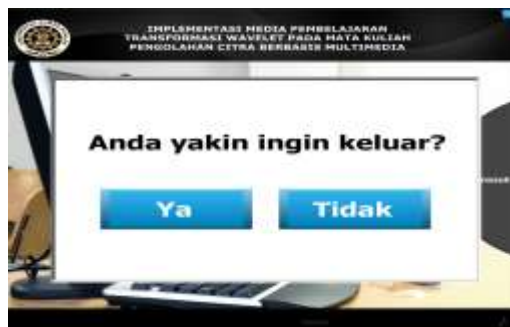 IMPLEMENTASI MEDIA PEMBELAJARAN
TRANSFORMASI WAVELET PADA MATA KULIAH
PENGOLAHAN CITRA BERBASIS MULTIMEDIA
Anda yakin ingin keluar?
Ya
Tidak